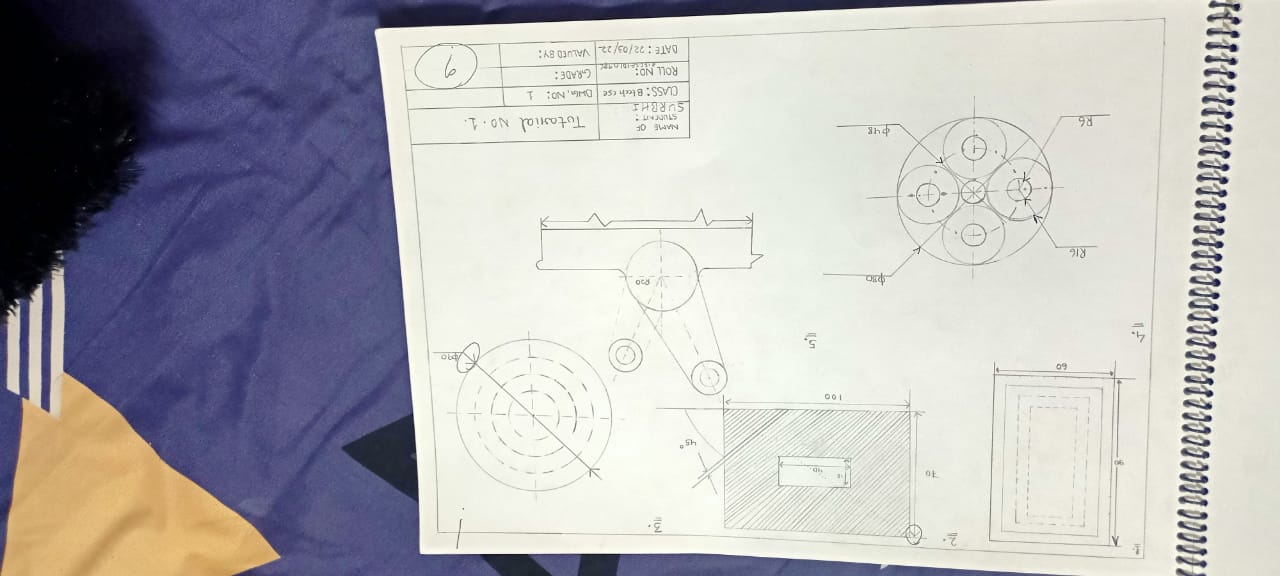 1.
90
60
2.
70
10
40
45°
100
3.
Φ90
4.
Φ80
R16
R6
Φ48
5.
R20
NAME OF STUDENT:
SURBHI
Tutorial NO. 1.
CLASS: Btech cse
DWG, NO: 1
ROLL NO:
GRADE:
DATE: 22/03/22
VALUED BY:
9